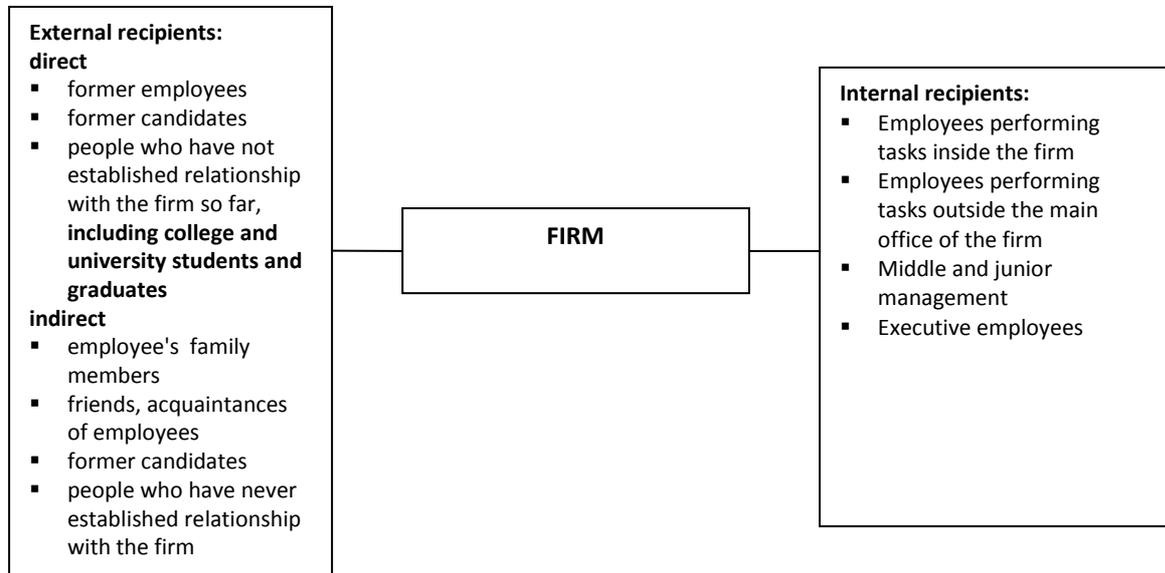 External recipients:
direct
▪ former employees
▪ former candidates
▪ people who have not
established relationship
with the firm so far,
including college and
university students and
graduates
indirect
▪ employee's family
members
▪ friends, acquaintances
of employees
▪ former candidates
▪ people who have never
established relationship
with the firm
FIRM
Internal recipients:
▪ Employees performing
tasks inside the firm
▪ Employees performing
tasks outside the main
office of the firm
▪ Middle and junior
management
▪ Executive employees